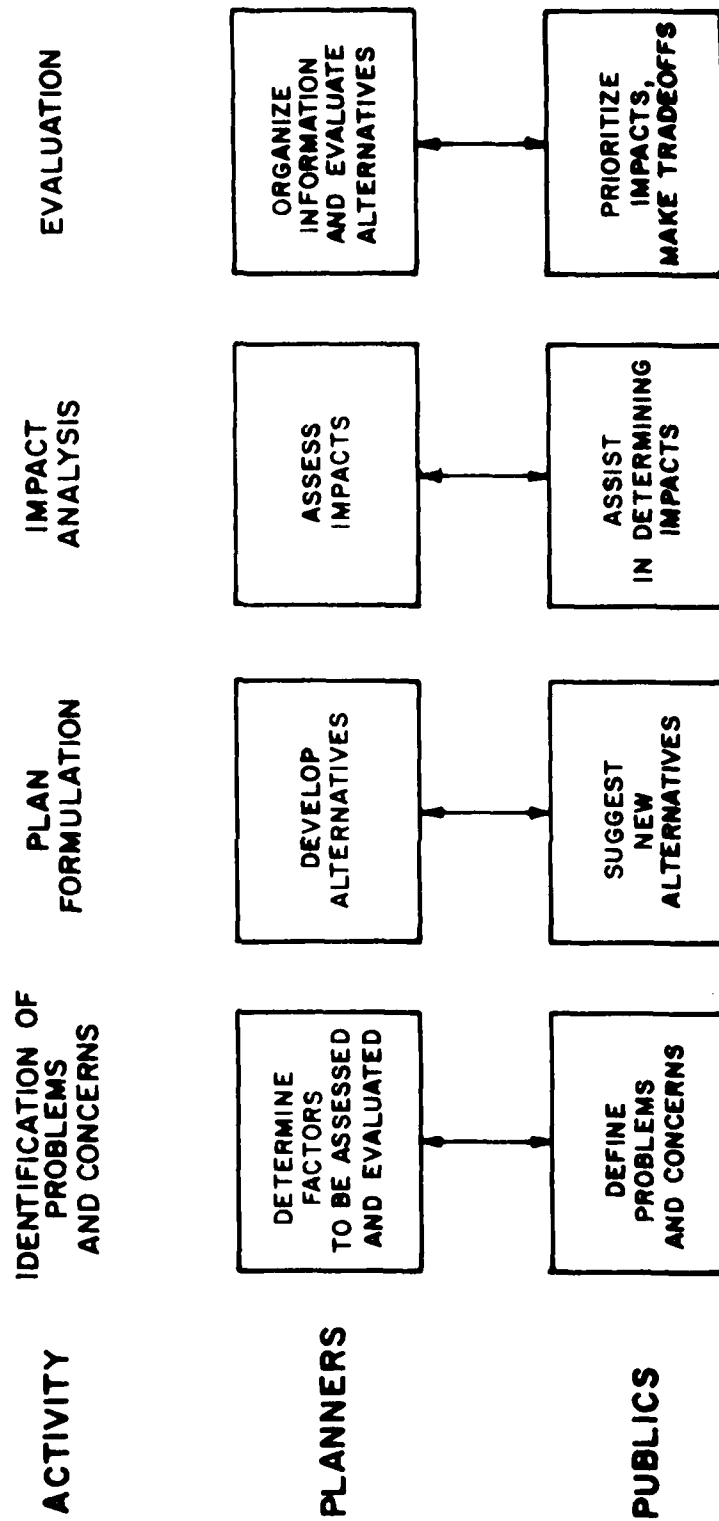 ACTIVITY
IDENTIFICATION OF
PROBLEMS
AND CONCERNS
PLAN
FORMULATION
IMPACT
ANALYSIS
EVALUATION
PLANNERS
DETERMINE
FACTORS
TO BE ASSESSED
AND EVALUATED
DEVELOP
ALTERNATIVES
ASSESS
IMPACTS
ORGANIZE
INFORMATION
AND EVALUATE
ALTERNATIVES
PUBLICS
DEFINE
PROBLEMS
AND CONCERNS
SUGGEST
NEW
ALTERNATIVES
ASSIST
IN DETERMINING
IMPACTS
PRIORITIZE
IMPACTS,
MAKE TRADEOFFS